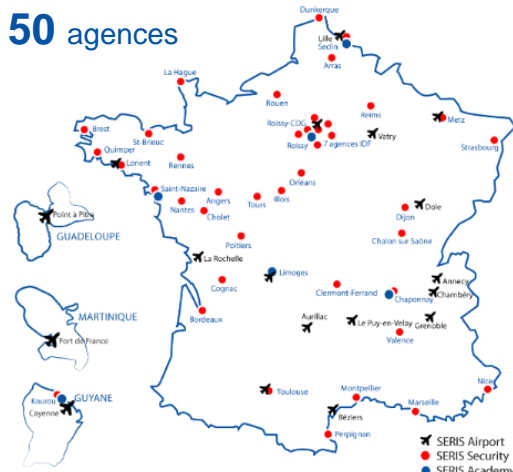 50 agences
Dunkerque
Lille
Seclin
Arras
La Hague
Rouen
Reims
Metz
Roissy-CDG
Vatry
Roissy
7 agences IDF
Strasbourg
Brest
St-Brieuc
Quimper
Lorient
Rennes
Orléans
Saint-Nazaire
Angers
Blois
Nantes
Cholet
Tours
Dole
Dijon
Point à Pitre
GUADELOUPE
Poitiers
Chalon sur Saône
La Rochelle
Limoges
Annecy
Cognac
Clermont-Ferrand
Chaponnay
Chambéry
MARTINIQUE
Bordeaux
Aurillac
Le Puy-en-Velay
Grenoble
Valence
Fort de France
Kourou
GUYANE
Cayenne
Toulouse
Montpellier
Nice
Béziers
Marseille
Perpignan
SERIS Airport
SERIS Security
SERIS Academ